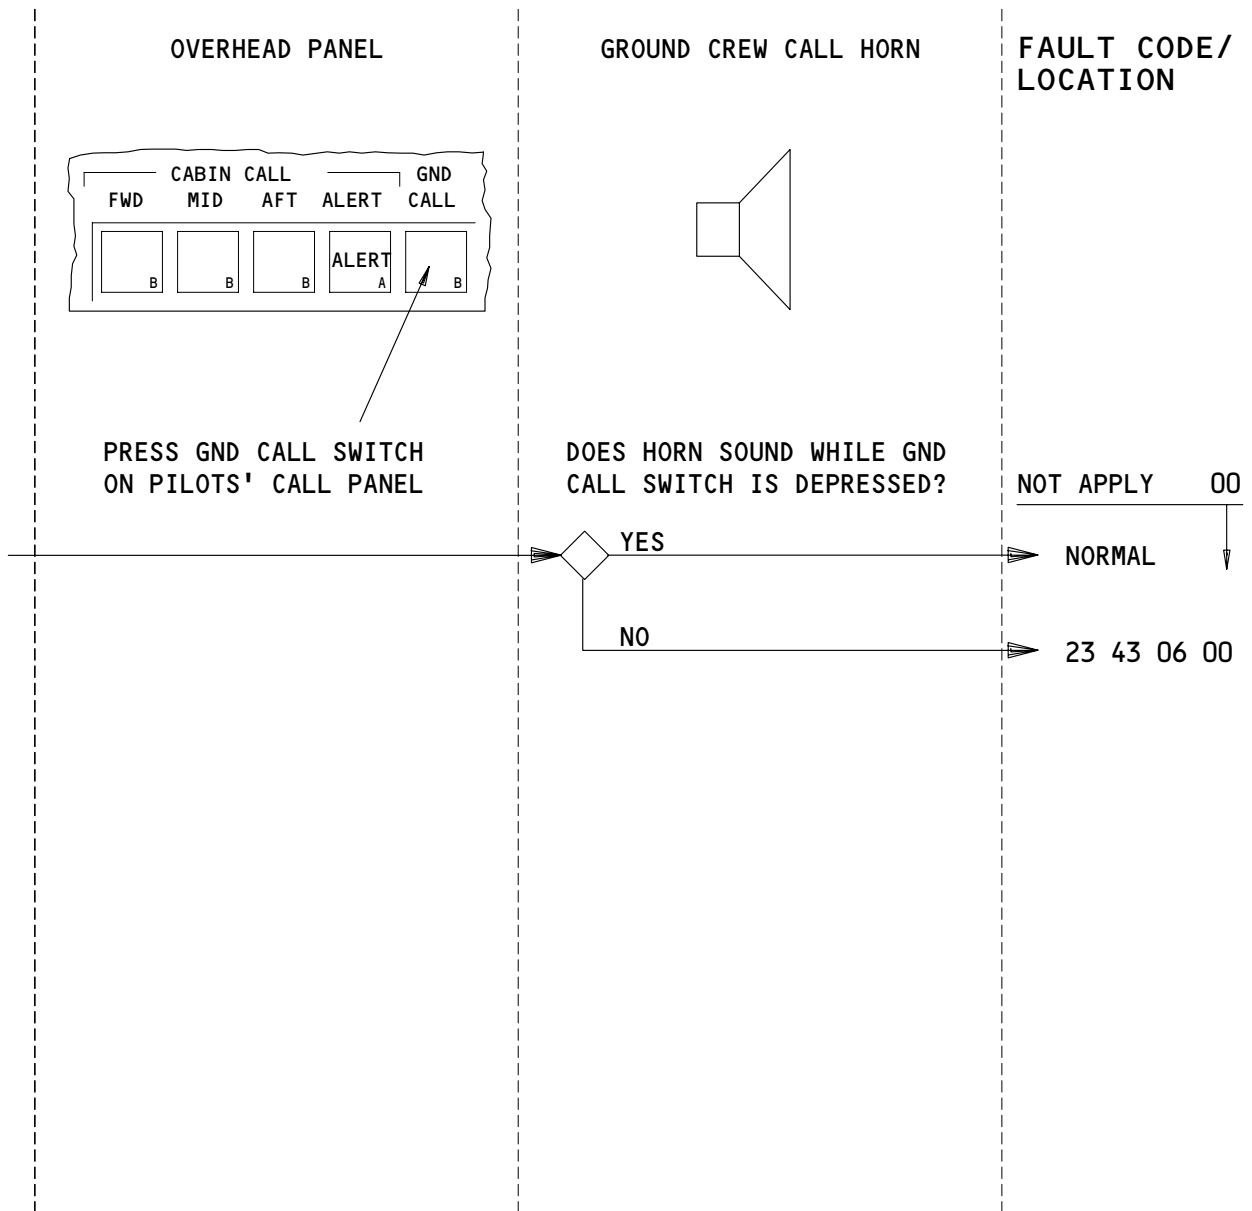 OVERHEAD PANEL
GROUND CREW CALL HORN
FAULT CODE/
LOCATION
CABIN CALL
GND
FWD MID AFT ALERT CALL
ALERT
B B B A B
PRESS GND CALL SWITCH
ON PILOTS' CALL PANEL
DOES HORN SOUND WHILE GND
CALL SWITCH IS DEPRESSED?
NOT APPLY 00
YES
NORMAL
NO
23 43 06 00